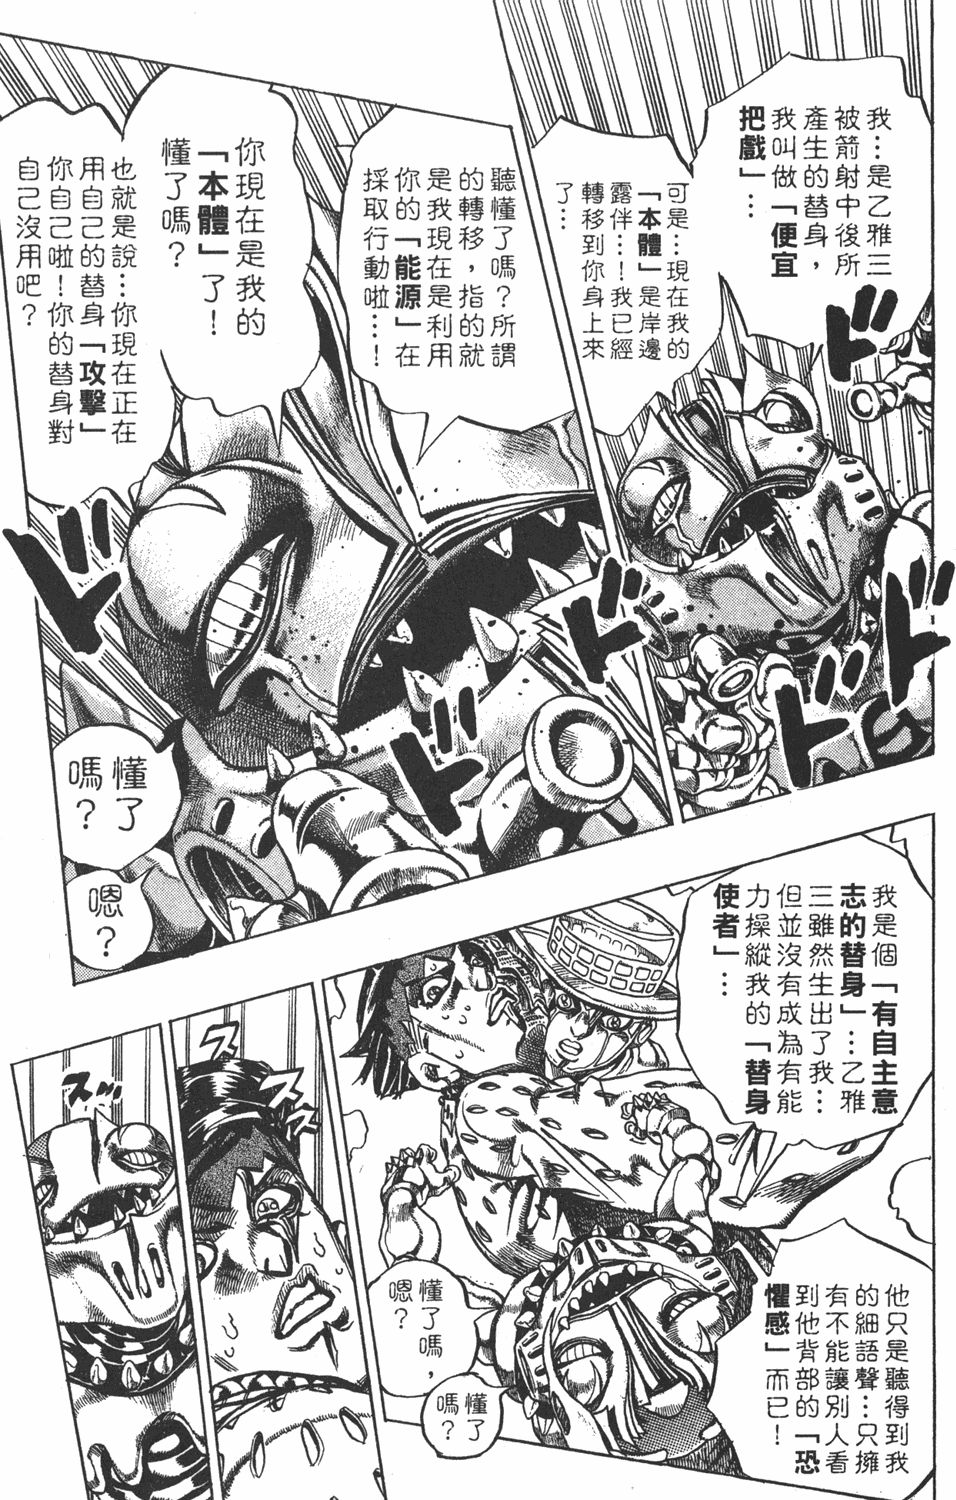 我…是乙雅三
被箭射中後所
產生的替身，
我叫做「便宜
把戲」…
可是…現在我的
「本體」是岸邊
露伴…！我已經
轉移到你身上來
了…
聽懂了嗎？所謂
的轉移，指的就
是我現在是利用
你的「能源」在
採取行動啦…！
你現在是我的
「本體」了！
懂了嗎？
也就是說…你現在正在
用自己的替身「攻擊」
你自己啦！你的替身對
自己沒用吧？
ドドドド
ドドド
懂了
嗎？
嗯？
我是個「有自主意
志的替身」…乙雅
三雖然生出了我…
但並沒有成為有能
力操縱我的「替身
使者」…
他只是聽得到我
的細語聲…只擁
有不能讓別人看
到他背部的「恐
懼感」而已！
懂了嗎，
嗯？
懂了
嗎？
ズズッ…